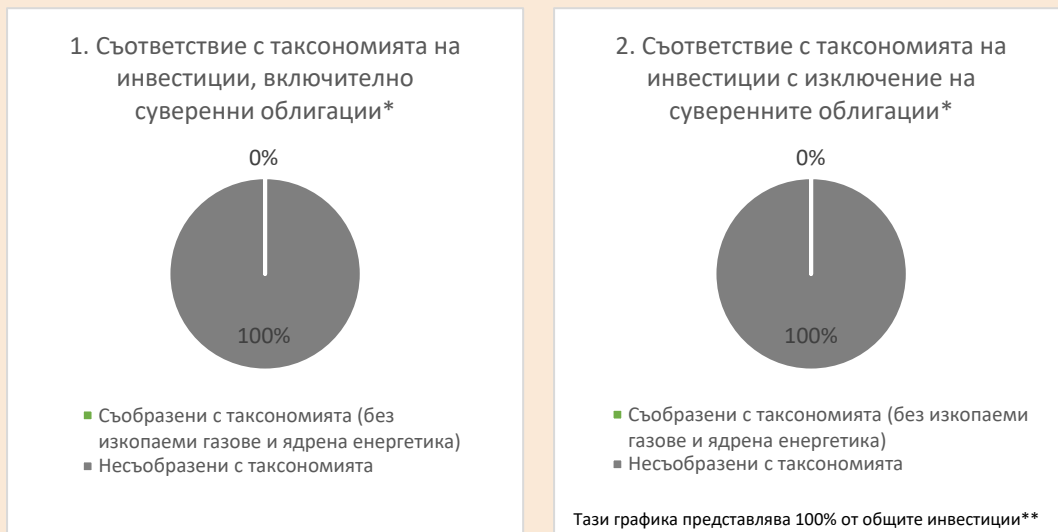 1. Съответствие с таксономията на
инвестиции, включително
суверенни облигации*
0%
100%
Съобразени с таксономията (без
изкопаеми газове и ядрена енергетика)
Несъобразени с таксономията
2. Съответствие с таксономията на
инвестиции с изключение на
суверенните облигации*
0%
100%
Съобразени с таксономията (без изкопаеми
газове и ядрена енергетика)
Несъобразени с таксономията
Тази графика представлява 100% от общите инвестиции**